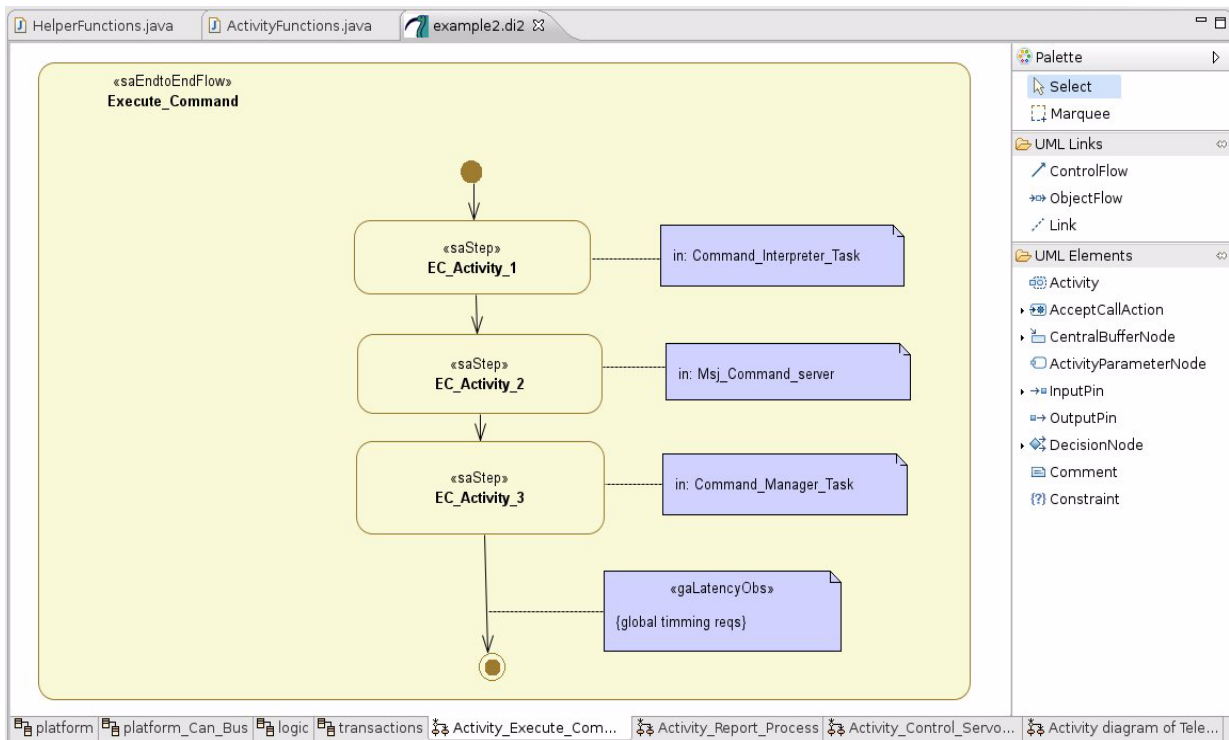 HelperFunctions.java
ActivityFunctions.java
example2.di2
«saEndtoEndFlow»
Execute_Command
«saStep»
EC_Activity_1
in: Command_Interpreter_Task
«saStep»
EC_Activity_2
in: Msj_Command_server
«saStep»
EC_Activity_3
in: Command_Manager_Task
«gaLatencyObs»
{global timming reqs}
Palette
Select
Marquee
UML Links
ControlFlow
ObjectFlow
Link
UML Elements
Activity
AcceptCallAction
CentralBufferNode
ActivityParameterNode
InputPin
OutputPin
DecisionNode
Comment
{?} Constraint
platform
platform_Can_Bus
logic
transactions
Activity_Execute_Com...
Activity_Report_Process
Activity_Control_Servo...
Activity diagram of Tele...